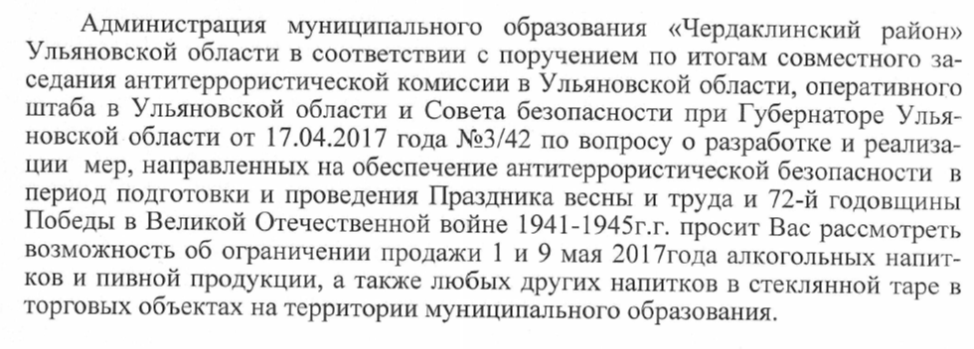 Администрация муниципального образования «Чердаклинский район»
Ульяновской области в соответствии с поручением по итогам совместного за-
седания антитеррористической комиссии в Ульяновской области, оперативного
штаба в Ульяновской области и Совета безопасности при Губернаторе Улья-
новской области от 17.04.2017 года №3/42 по вопросу о разработке и реализа-
ции мер, направленных на обеспечение антитеррористической безопасности в
период подготовки и проведения Праздника весны и труда и 72-й годовщины
Победы в Великой Отечественной войне 1941-1945г.г. просит Вас рассмотреть
возможность об ограничении продажи 1 и 9 мая 2017года алкогольных напит-
ков и пивной продукции, а также любых других напитков в стеклянной таре в
торговых объектах на территории муниципального образования.